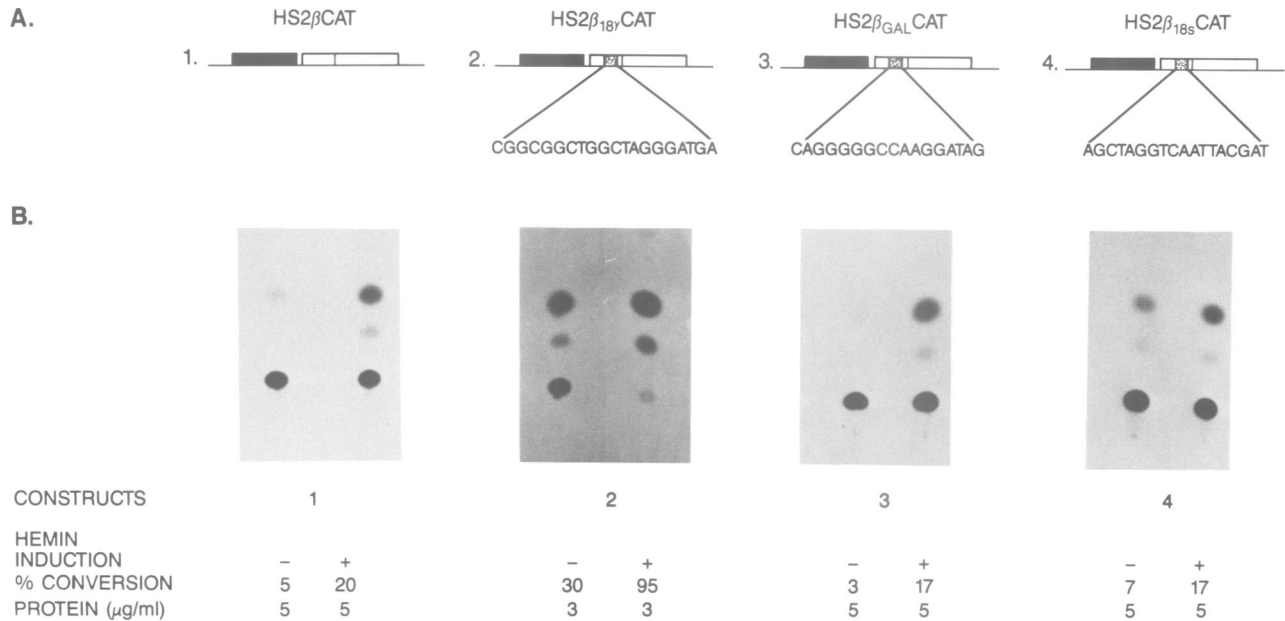 A.
HS2βCAT
HS2β18γCAT
HS2βGALCAT
HS2β18sCAT
1.
2.
3.
4.
CGGCGGCTGGCTAGGGATGA
CAGGGGGCCAAGGATAG
AGCTAGGTCAATTACGAT
B.
CONSTRUCTS 1 2 3 4
HEMIN
INDUCTION – + – + – + – +
% CONVERSION 5 20 30 95 3 17 7 17
PROTEIN (μg/ml) 5 5 3 3 5 5 5 5